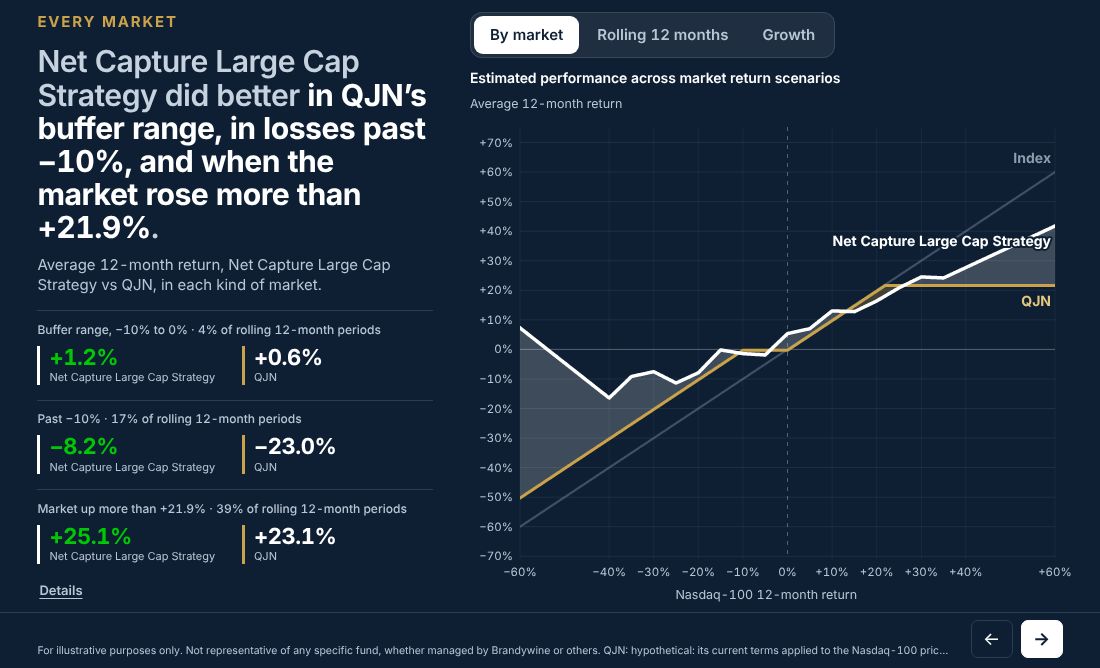 EVERY MARKET
Net Capture Large Cap
Strategy did better in QJN’s
buffer range, in losses past
−10%, and when the
market rose more than
+21.9%.
Average 12-month return, Net Capture Large Cap
Strategy vs QJN, in each kind of market.
Buffer range, −10% to 0% · 4% of rolling 12-month periods
+1.2%
Net Capture Large Cap Strategy
+0.6%
QJN
Past −10% · 17% of rolling 12-month periods
−8.2%
Net Capture Large Cap Strategy
−23.0%
QJN
Market up more than +21.9% · 39% of rolling 12-month periods
+25.1%
Net Capture Large Cap Strategy
+23.1%
QJN
Details
By market
Rolling 12 months
Growth
Estimated performance across market return scenarios
Average 12-month return
+70%
+60%
+50%
+40%
+30%
+20%
+10%
0%
−10%
−20%
−30%
−40%
−50%
−60%
−70%
Index
Net Capture Large Cap Strategy
QJN
−60%
−40%
−30%
−20%
−10%
0%
+10%
+20%
+30%
+40%
+60%
Nasdaq-100 12-month return
For illustrative purposes only. Not representative of any specific fund, whether managed by Brandywine or others. QJN: hypothetical: its current terms applied to the Nasdaq-100 pric…